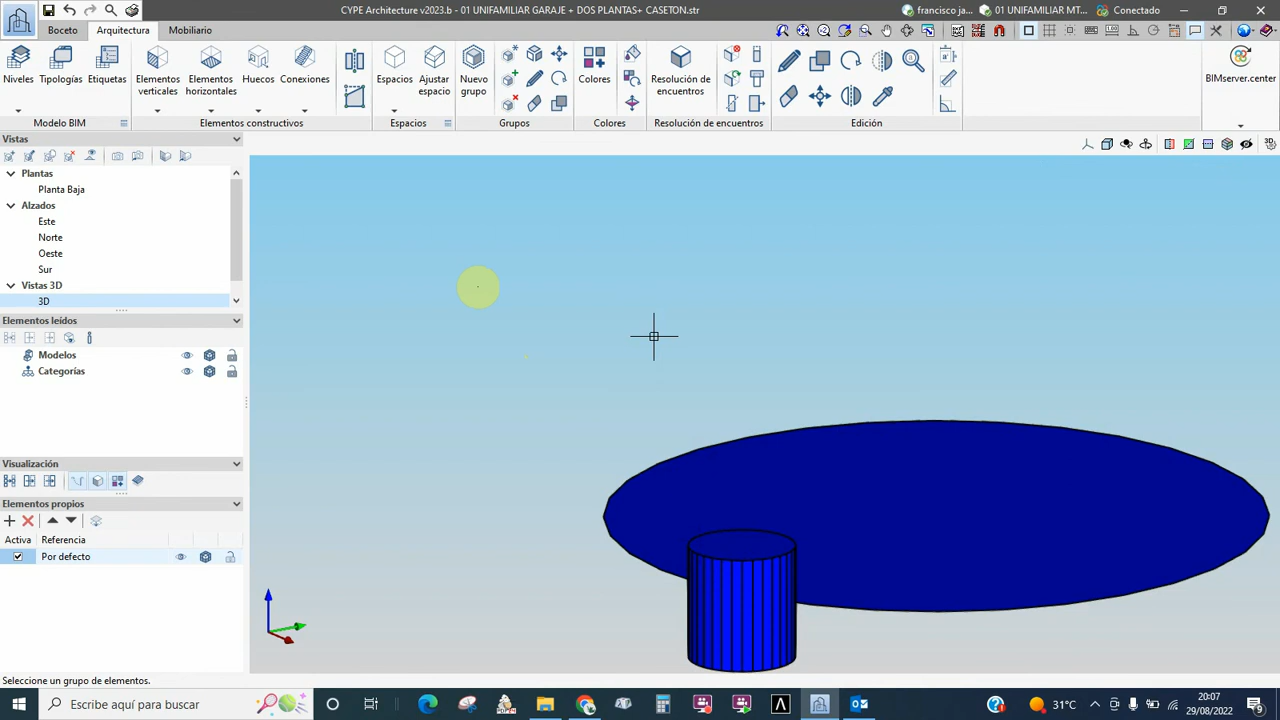 CYPE Architecture v2023.b - 01 UNIFAMILIAR GARAJE + DOS PLANTAS+ CASETON.str
francisco ja...
01 UNIFAMILIAR MT...
Conectado
Boceto
Arquitectura
Mobiliario
Niveles
Tipologías
Etiquetas
Elementos verticales
Elementos horizontales
Huecos
Conexiones
Espacios
Ajustar espacio
Nuevo grupo
Colores
Resolución de encuentros
BIMserver.center
Modelo BIM
Elementos constructivos
Espacios
Grupos
Colores
Resolución de encuentros
Edición
Vistas
Plantas
Planta Baja
Alzados
Este
Norte
Oeste
Sur
Vistas 3D
3D
Elementos leídos
Modelos
Categorías
Visualización
Elementos propios
Activa Referencia
Por defecto
Seleccione un grupo de elementos.
Escribe aquí para buscar
31°C
20:07
29/08/2022